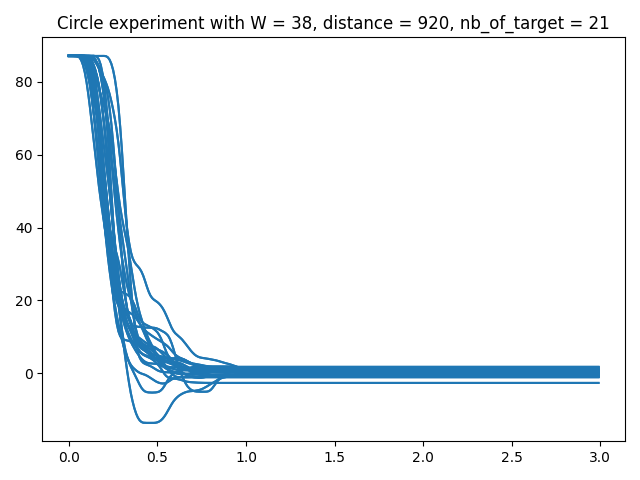 Circle experiment with W = 38, distance = 920, nb_of_target = 21
80
60
40
20
0
0.0 0.5 1.0 1.5 2.0 2.5 3.0